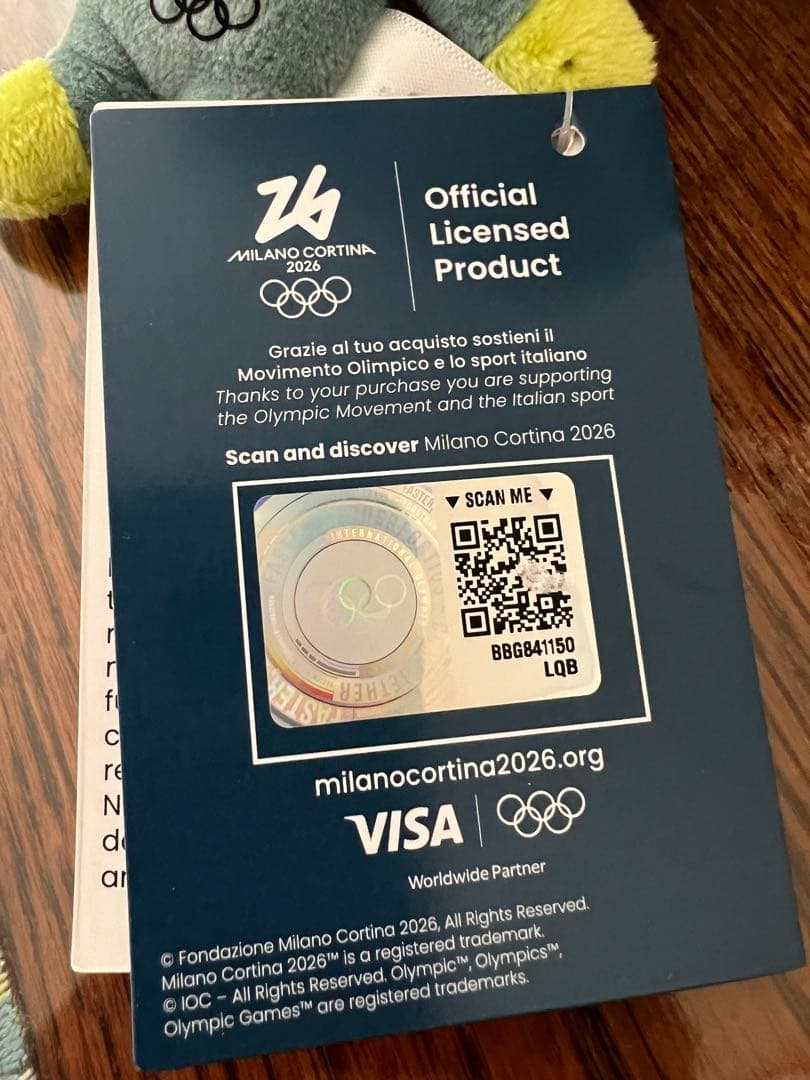 26
MILANO CORTINA
2026
Official
Licensed
Product
Grazie al tuo acquisto sostieni il
Movimento Olimpico e lo sport italiano
Thanks to your purchase you are supporting
the Olympic Movement and the Italian sport
Scan and discover Milano Cortina 2026
FASTER
INTERNATIONAL
▼ SCAN ME ▼
BBG841150
LQB
milanocortina2026.org
VISA
Worldwide Partner
© Fondazione Milano Cortina 2026, All Rights Reserved.
Milano Cortina 2026™ is a registered trademark.
© IOC – All Rights Reserved. Olympic™, Olympics™,
Olympic Games™ are registered trademarks.